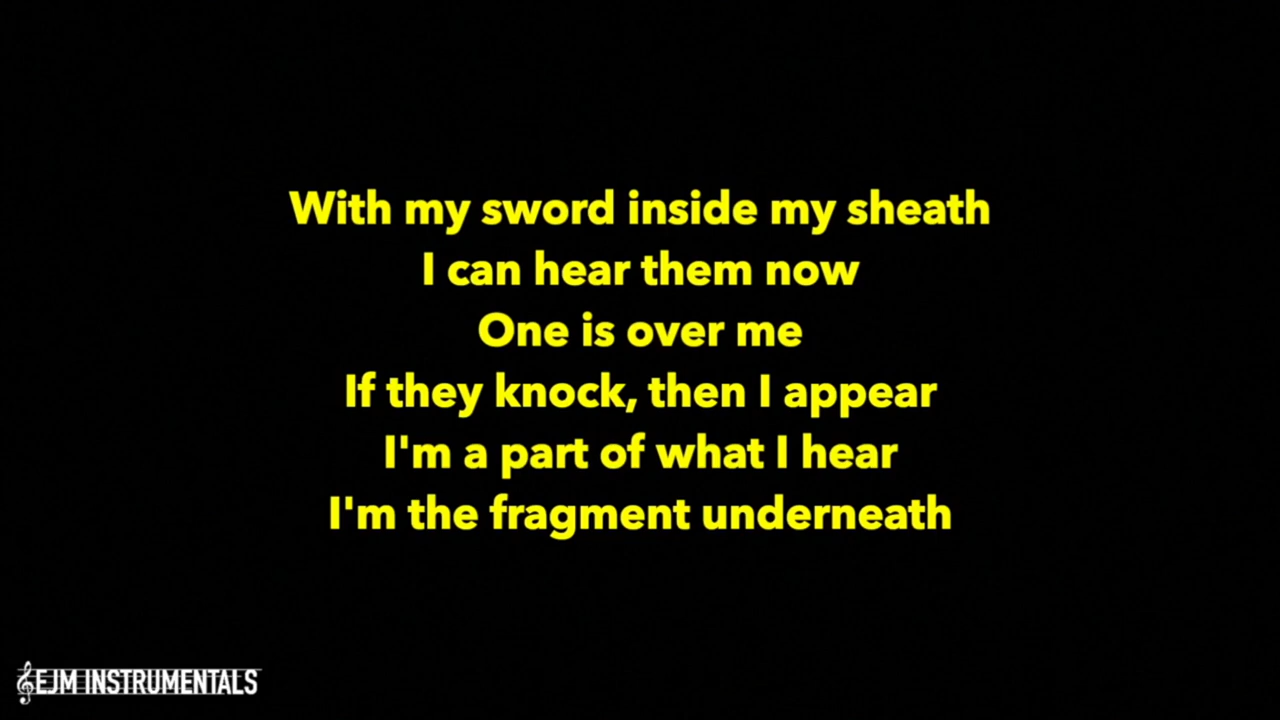 With my sword inside my sheath
I can hear them now
One is over me
If they knock, then I appear
I'm a part of what I hear
I'm the fragment underneath
EJM INSTRUMENTALS